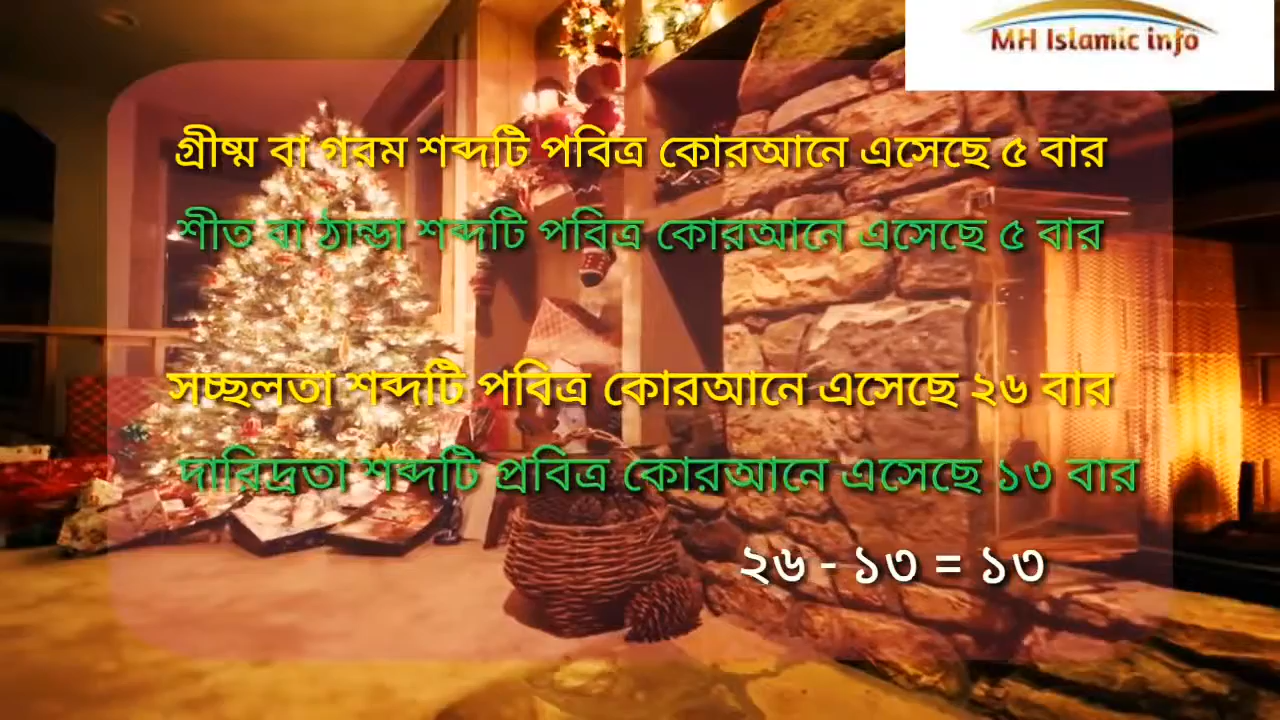 MH Islamic info
গ্রীষ্ম বা গরম শব্দটি পবিত্র কোরআনে এসেছে ৫ বার
শীত বা ঠান্ডা শব্দটি পবিত্র কোরআনে এসেছে ৫ বার
সচ্ছলতা শব্দটি পবিত্র কোরআনে এসেছে ২৬ বার
দারিদ্রতা শব্দটি প্রবিত্র কোরআনে এসেছে ১৩ বার
২৬ - ১৩ = ১৩